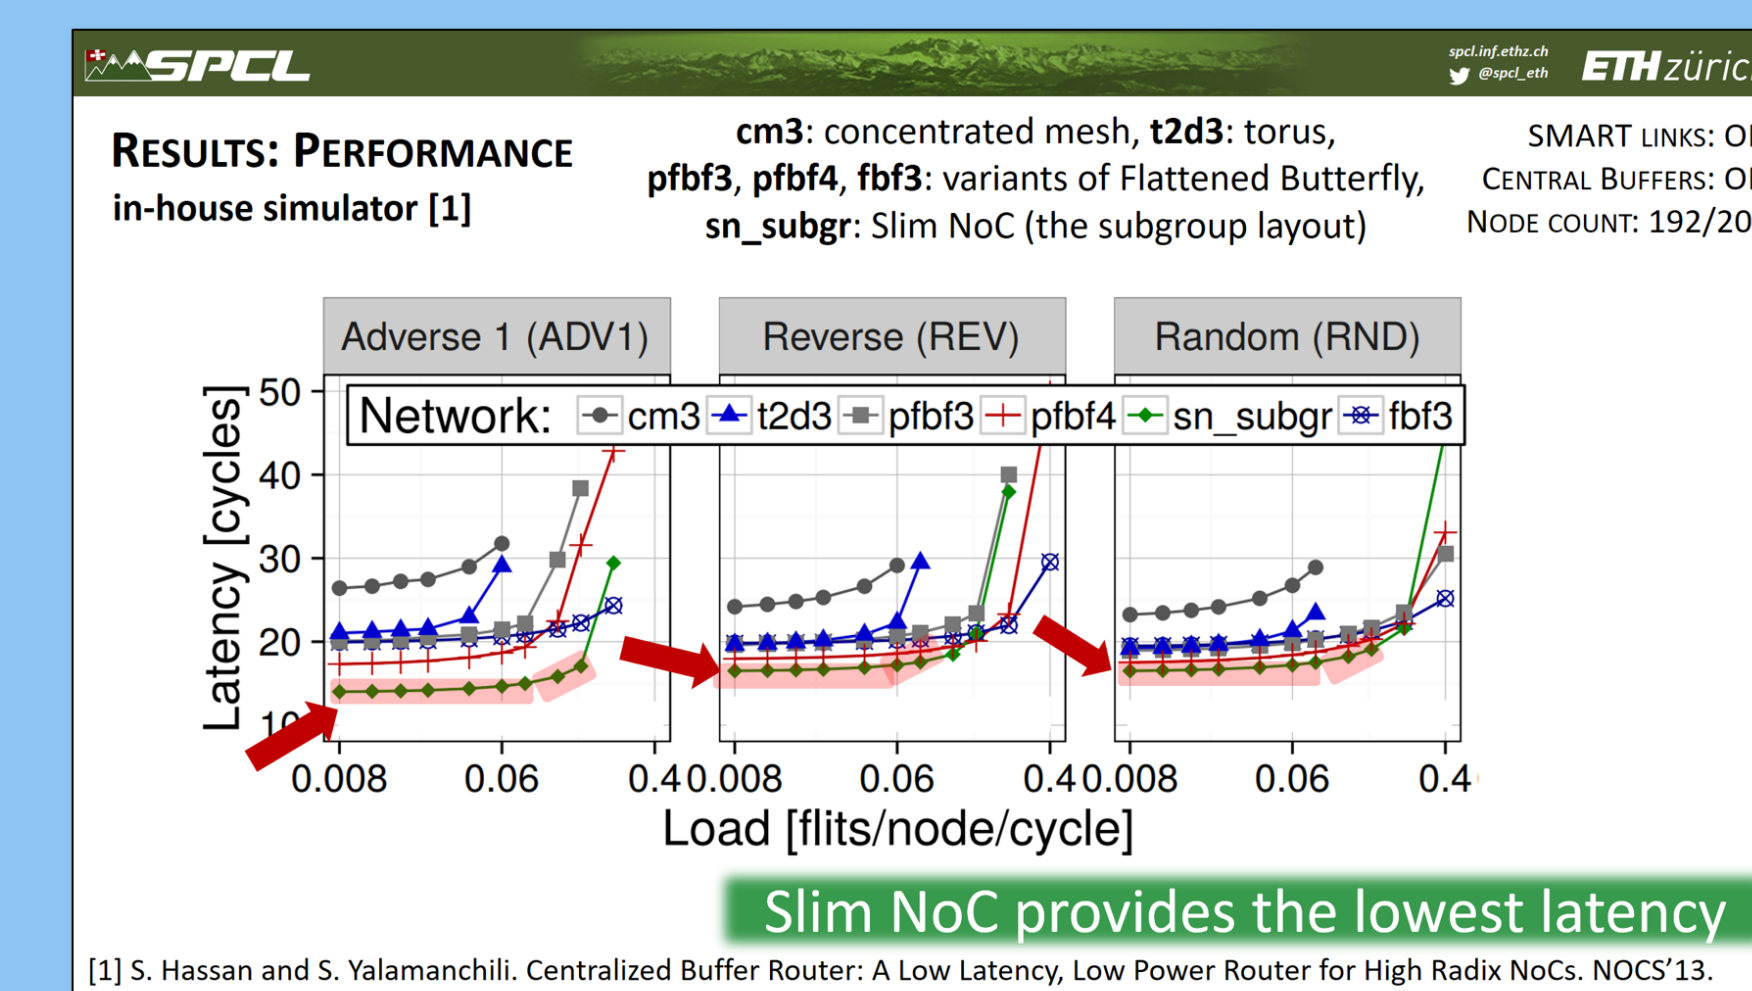 SPCL
spcl.inf.ethz.ch
@spcl_eth
ETH züric
RESULTS: PERFORMANCE
in-house simulator [1]
cm3: concentrated mesh, t2d3: torus,
pfbf3, pfbf4, fbf3: variants of Flattened Butterfly,
sn_subgr: Slim NoC (the subgroup layout)
SMART LINKS: O
CENTRAL BUFFERS: O
NODE COUNT: 192/20
Adverse 1 (ADV1)
Reverse (REV)
Random (RND)
Network: cm3 t2d3 pfbf3 pfbf4 sn_subgr fbf3
Latency [cycles]
50
40
30
20
10
0.008 0.06 0.4
0.008 0.06 0.4
0.008 0.06 0.4
Load [flits/node/cycle]
Slim NoC provides the lowest latency
[1] S. Hassan and S. Yalamanchili. Centralized Buffer Router: A Low Latency, Low Power Router for High Radix NoCs. NOCS'13.